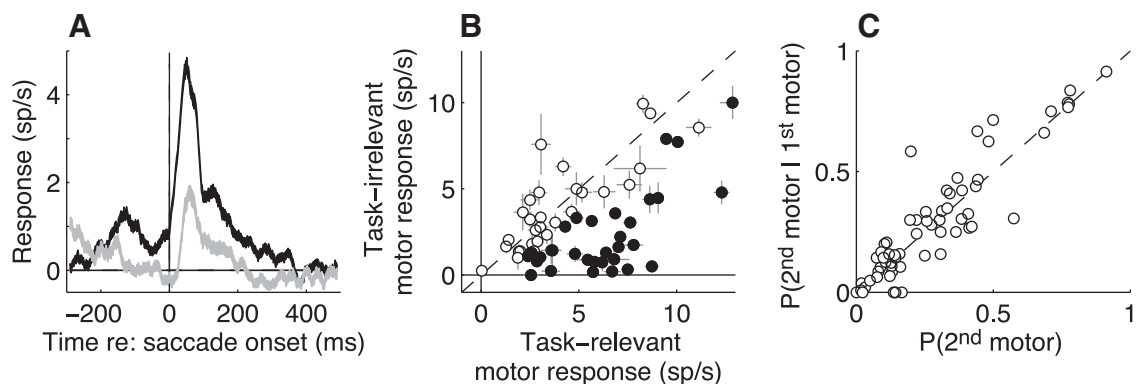 A
Response (sp/s)
4
2
0
−200
0
200
400
Time re: saccade onset (ms)
B
Task−irrelevant
motor response (sp/s)
10
5
0
0
5
10
Task−relevant
motor response (sp/s)
C
P(2nd motor I 1st motor)
1
0.5
0
0
0.5
1
P(2nd motor)